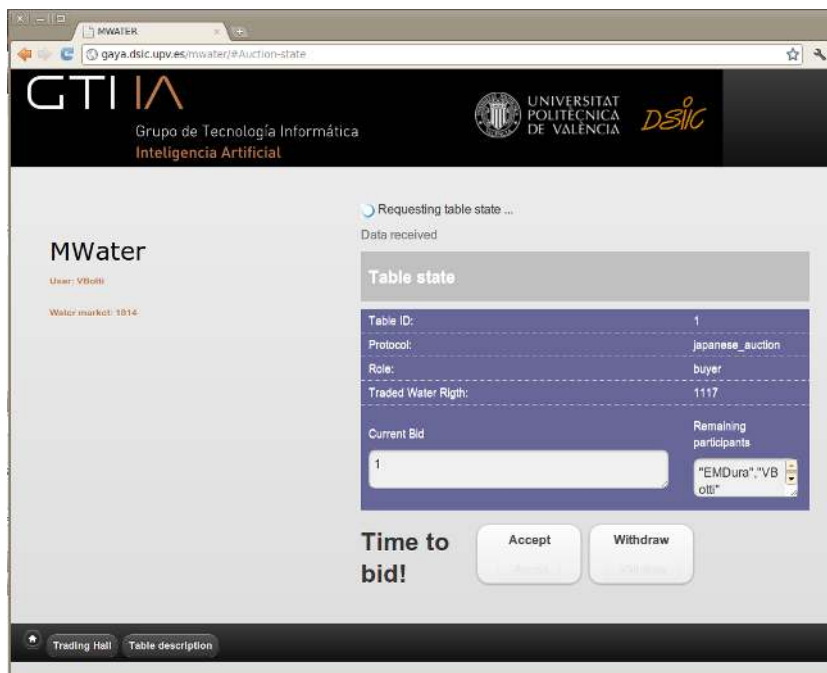 MWATER
gaya.dsic.upv.es/mwater/#Auction-state
GTI IA
Grupo de Tecnología Informática
Inteligencia Artificial
UNIVERSITAT
POLITÈCNICA
DE VALÈNCIA
DSIC
Requesting table state ...
Data received
MWater
User: VBotti
Water market: 1014
Table state
Table ID: 1
Protocol: japanese_auction
Role: buyer
Traded Water Rigth: 1117
Current Bid
Remaining
participants
1
"EMDura","VB
otti"
Time to
bid!
Accept
Withdraw
Trading Hall
Table description